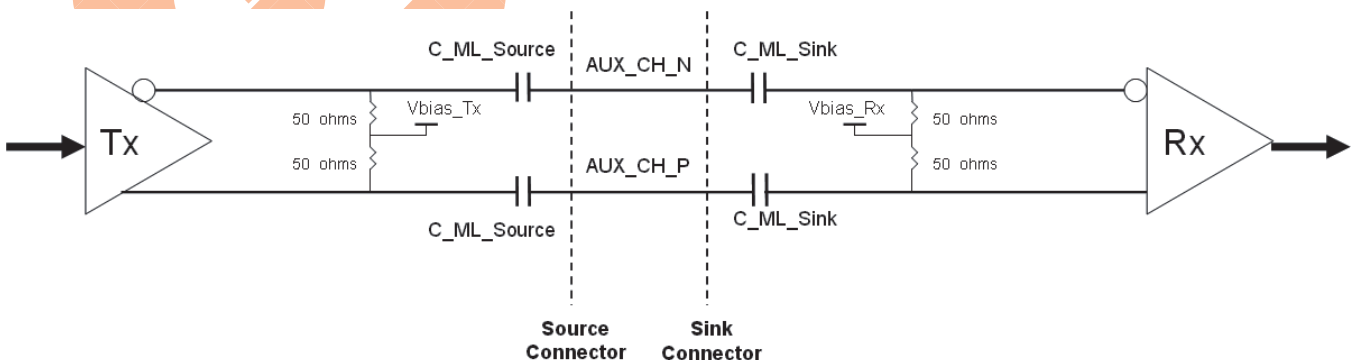 C_ML_Source
C_ML_Sink
AUX_CH_N
Vbias_Tx
Vbias_Rx
50 ohms
50 ohms
Tx
Rx
50 ohms
50 ohms
AUX_CH_P
C_ML_Source
C_ML_Sink
Source
Connector
Sink
Connector